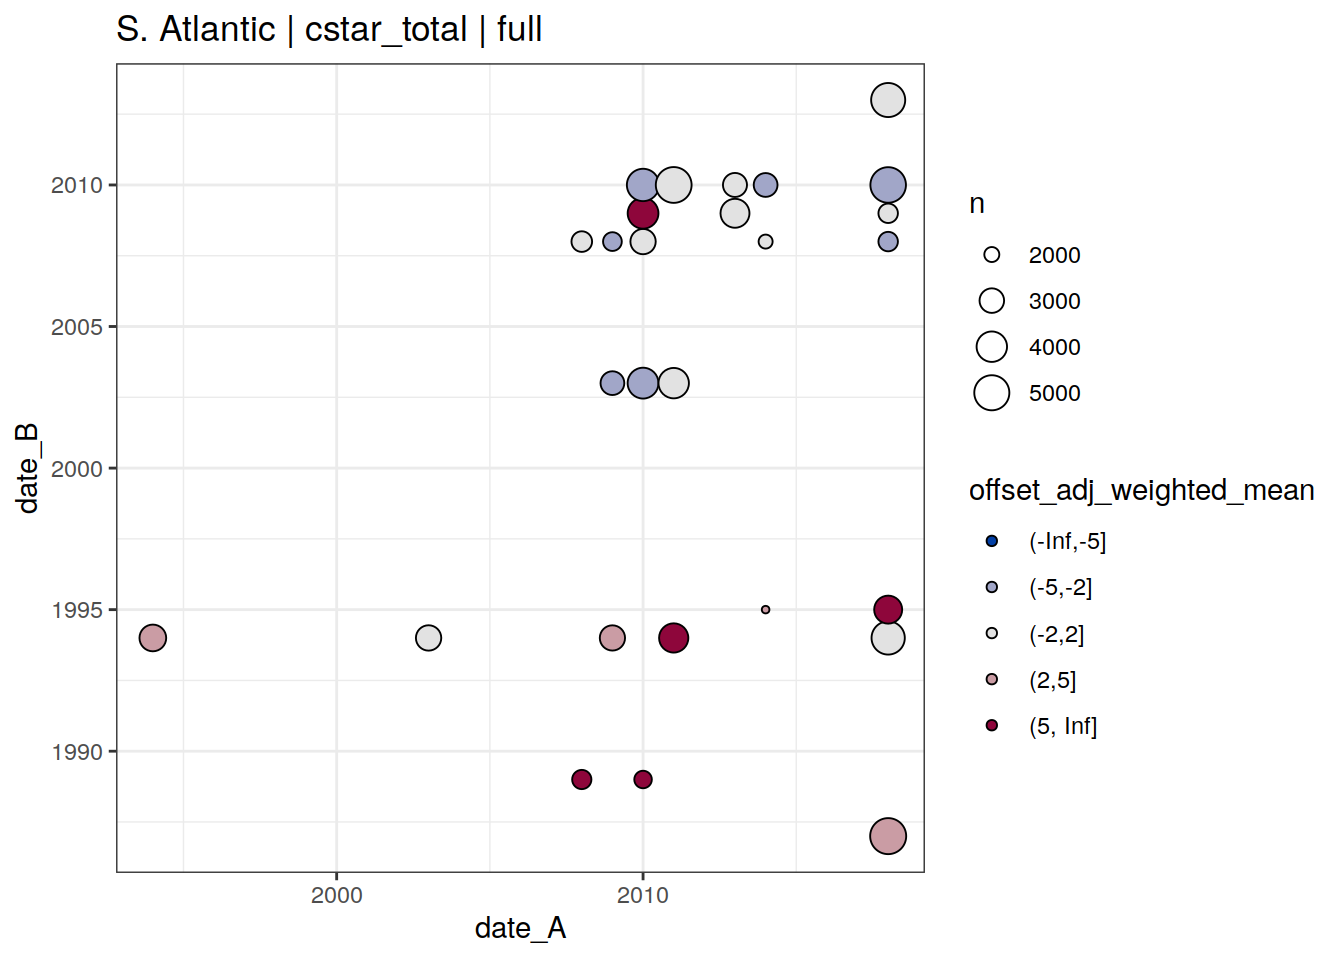 S. Atlantic | cstar_total | full
2010
2005
2000
1995
1990
date_B
2000
2010
date_A
n
2000
3000
4000
5000
offset_adj_weighted_mean
(-Inf,-5]
(-5,-2]
(-2,2]
(2,5]
(5, Inf]